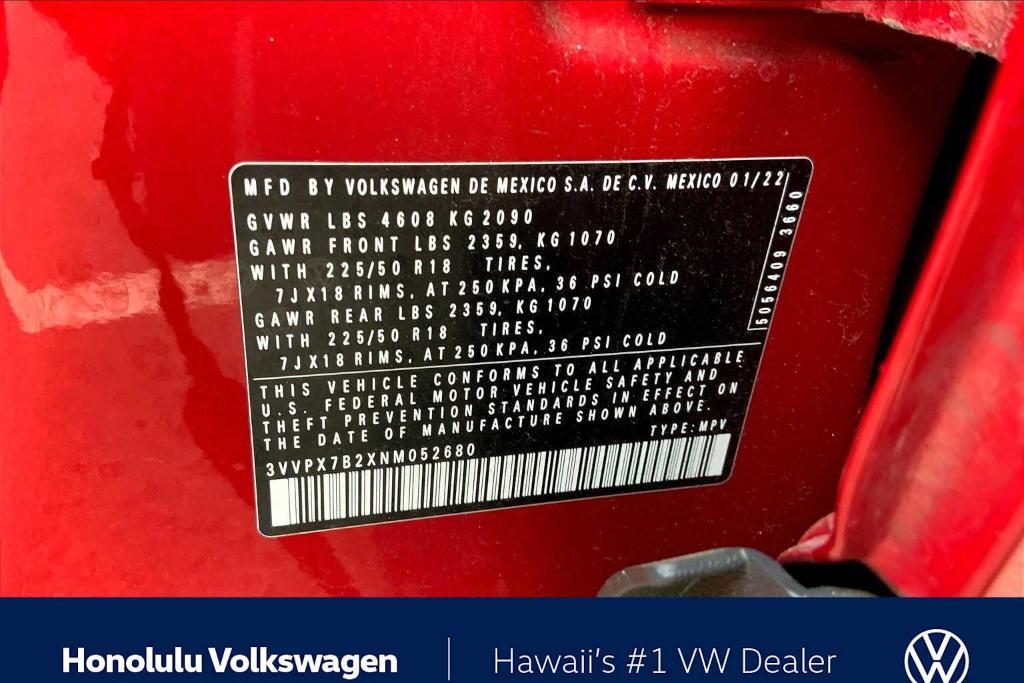 MFD BY VOLKSWAGEN DE MEXICO S.A. DE C.V. MEXICO 01/22
GVWR LBS 4608 KG 2090
GAWR FRONT LBS 2359, KG 1070
WITH 225/50 R18 TIRES,
7JX18 RIMS, AT 250 KPA, 36 PSI COLD
GAWR REAR LBS 2359, KG 1070
WITH 225/50 R18 TIRES,
7JX18 RIMS, AT 250 KPA, 36 PSI COLD
5056409 3660
THIS VEHICLE CONFORMS TO ALL APPLICABLE
U.S. FEDERAL MOTOR VEHICLE SAFETY AND
THEFT PREVENTION STANDARDS IN EFFECT ON
THE DATE OF MANUFACTURE SHOWN ABOVE.
TYPE: MPV
3VVPX7B2XNM052680
Honolulu Volkswagen | Hawaii's #1 VW Dealer